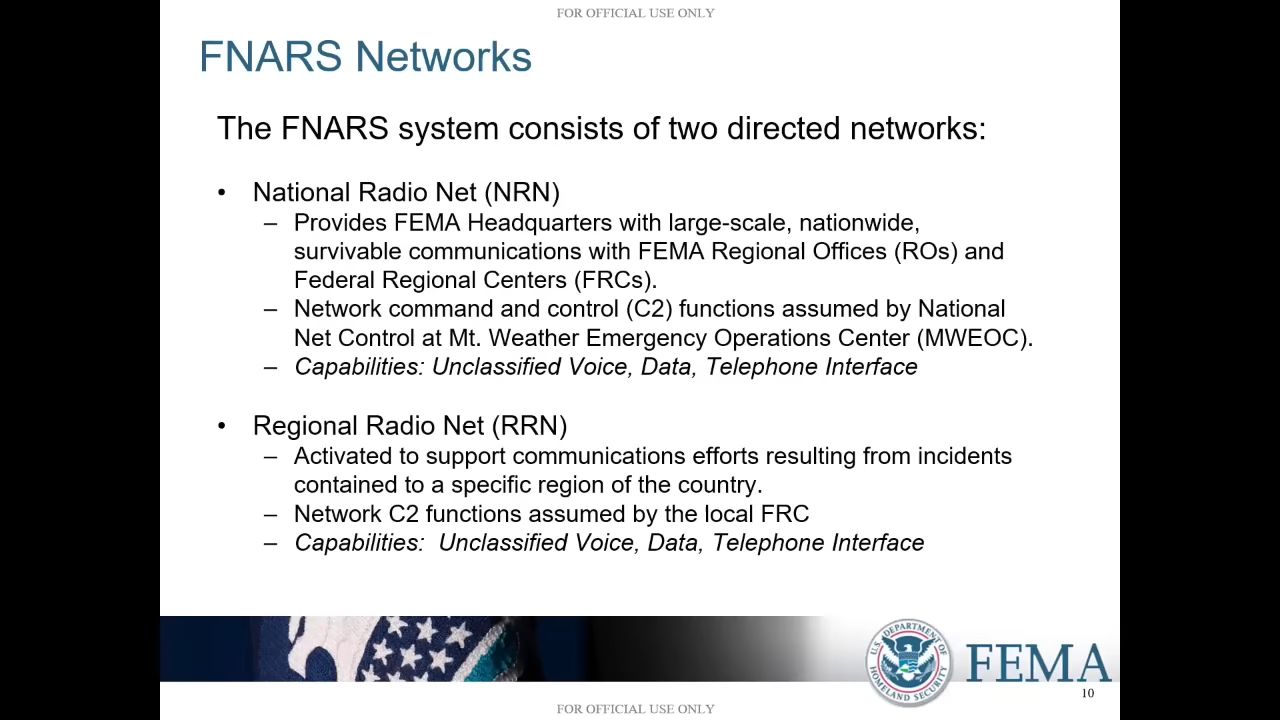 FOR OFFICIAL USE ONLY
FNARS Networks
The FNARS system consists of two directed networks:
• National Radio Net (NRN)
– Provides FEMA Headquarters with large-scale, nationwide,
survivable communications with FEMA Regional Offices (ROs) and
Federal Regional Centers (FRCs).
– Network command and control (C2) functions assumed by National
Net Control at Mt. Weather Emergency Operations Center (MWEOC).
– Capabilities: Unclassified Voice, Data, Telephone Interface
• Regional Radio Net (RRN)
– Activated to support communications efforts resulting from incidents
contained to a specific region of the country.
– Network C2 functions assumed by the local FRC
– Capabilities:  Unclassified Voice, Data, Telephone Interface
U.S. DEPARTMENT OF
HOMELAND SECURITY
FEMA
10
FOR OFFICIAL USE ONLY